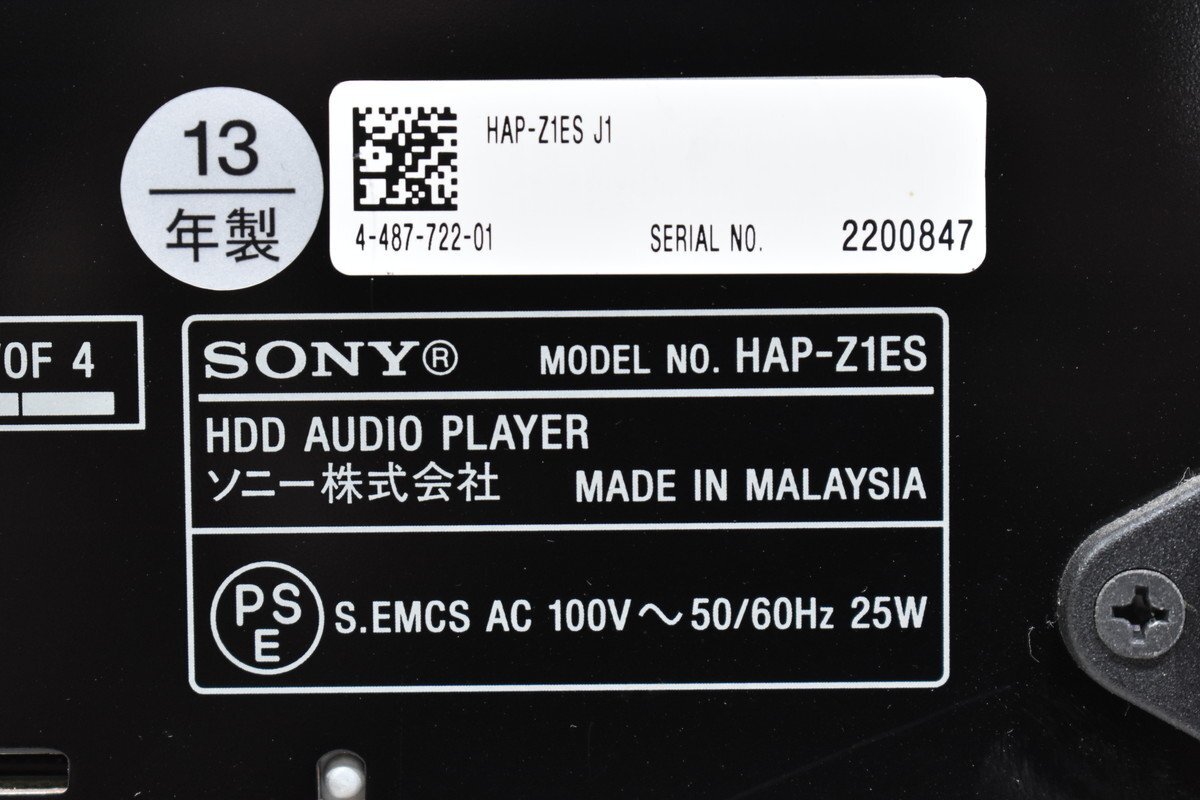 13
年製
HAP-Z1ES J1
4-487-722-01 SERIAL NO. 2200847
OF 4
SONY® MODEL NO. HAP-Z1ES
HDD AUDIO PLAYER
ソニー株式会社 MADE IN MALAYSIA
PSE S.EMCS AC 100V～50/60Hz 25W